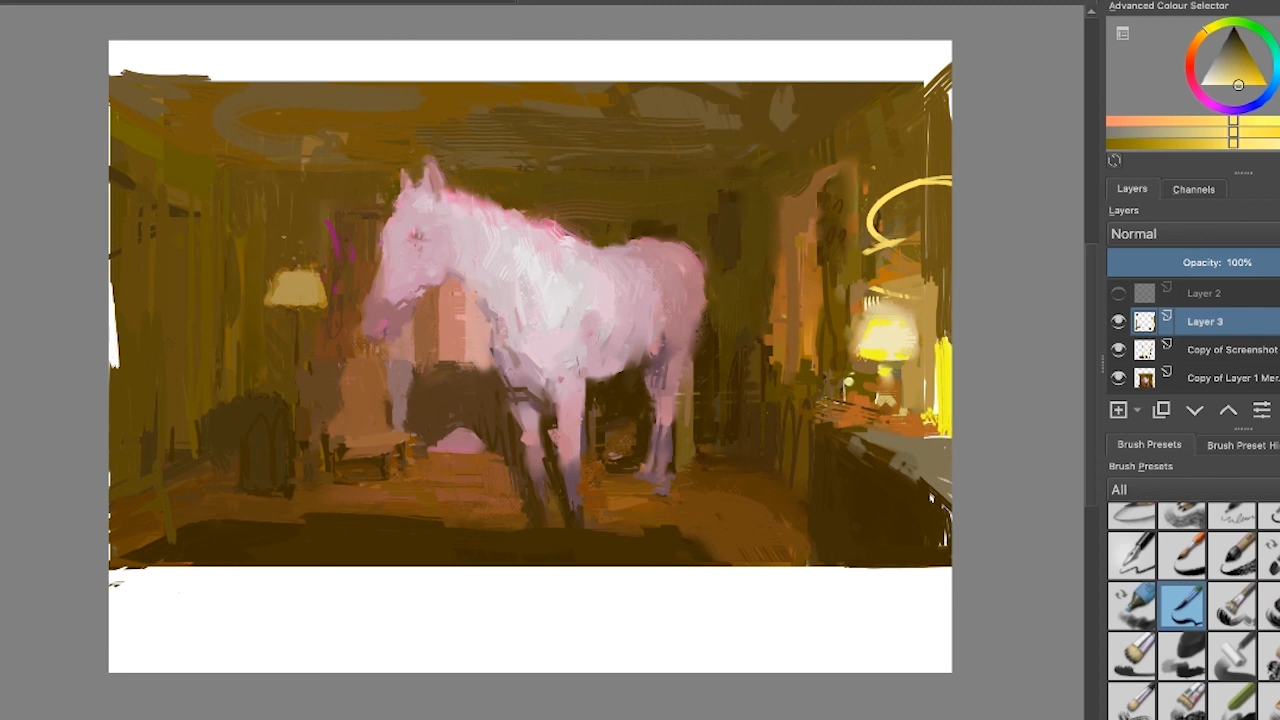 Advanced Colour Selector
Layers
Channels
Layers
Normal
Opacity: 100%
Layer 2
Layer 3
Copy of Screenshot
Copy of Layer 1 Mer.
Brush Presets
Brush Preset Hi
Brush Presets
All